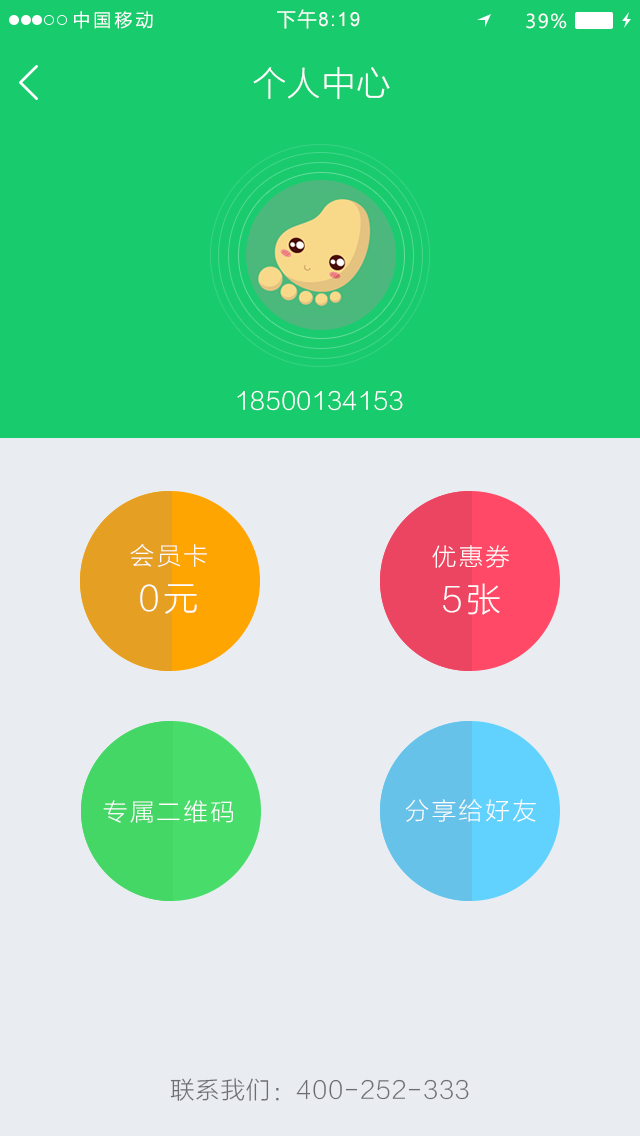 中国移动 下午8:19 39%
个人中心
18500134153
会员卡
0元
优惠券
5张
专属二维码
分享给好友
联系我们：400-252-333